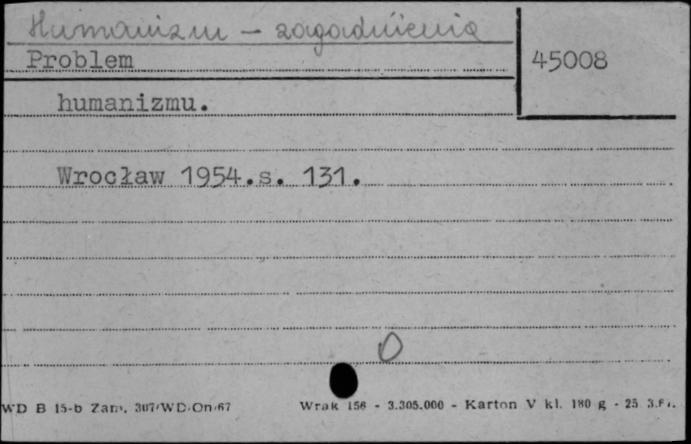 Humanizm - zagadnienia
Problem
45008
humanizmu.
Wrocław 1954.s. 131.
0
WD B 15-b Zam. 307/WD-On/67
Wrak 156 - 3.305.000 - Karton V kl. 180 g - 25 3.